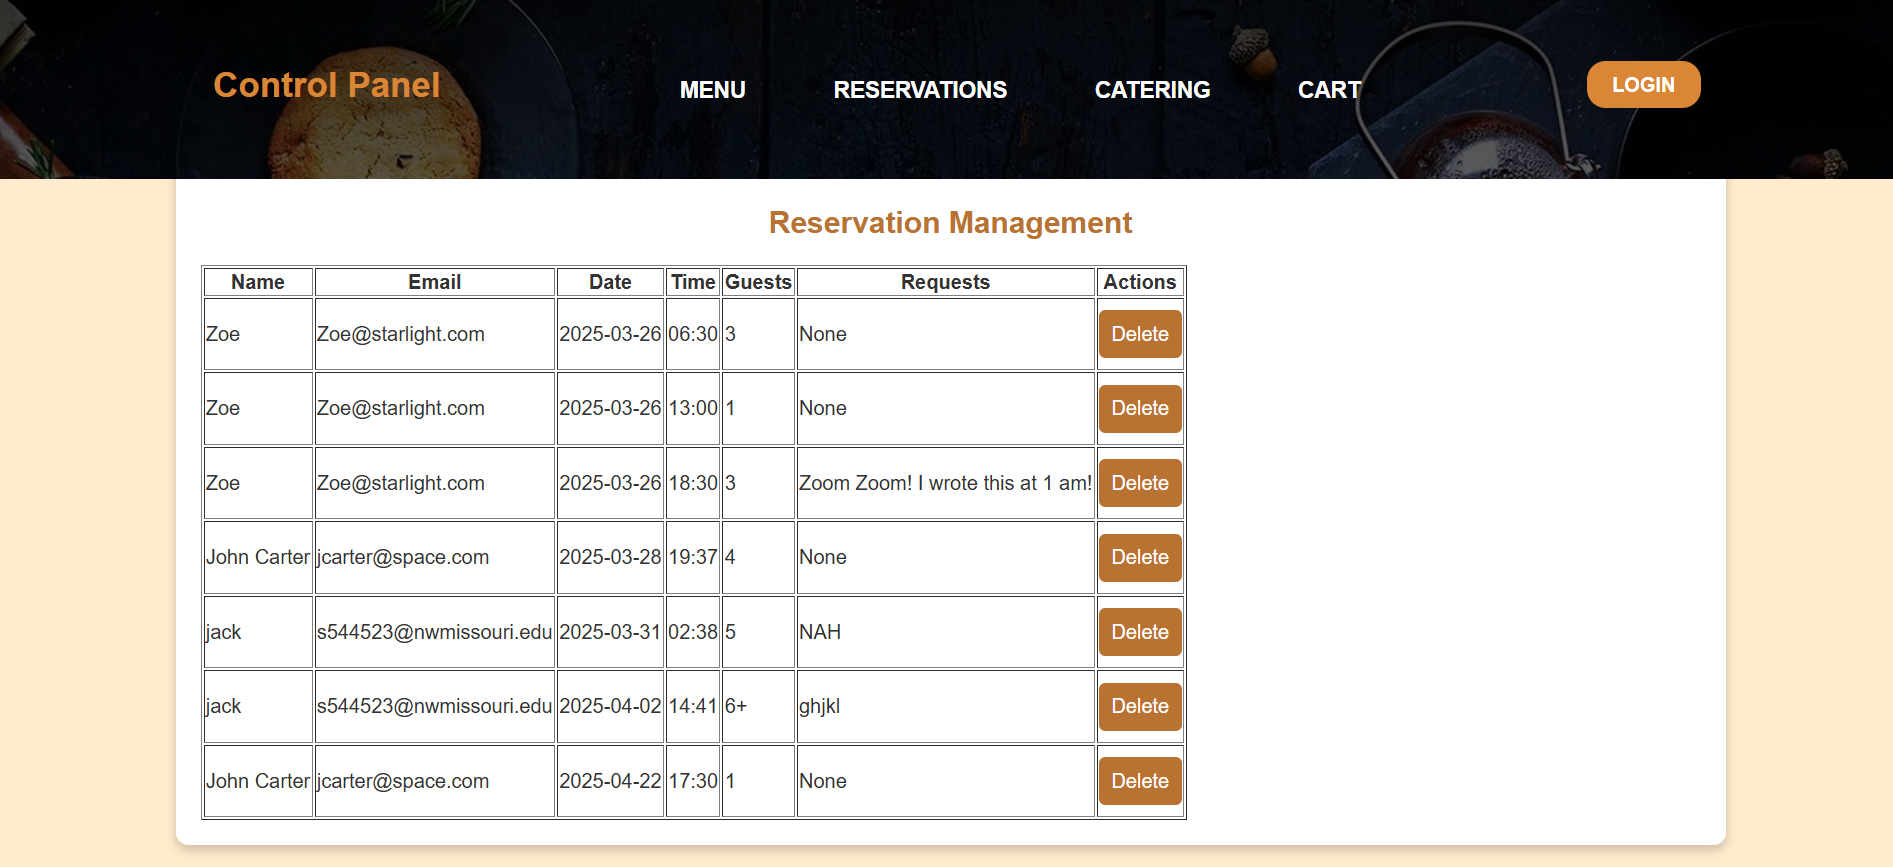 Control Panel MENU RESERVATIONS CATERING CART LOGIN
Reservation Management
Name Email Date Time Guests Requests Actions
Zoe Zoe@starlight.com 2025-03-26 06:30 3 None Delete
Zoe Zoe@starlight.com 2025-03-26 13:00 1 None Delete
Zoe Zoe@starlight.com 2025-03-26 18:30 3 Zoom Zoom! I wrote this at 1 am! Delete
John Carter jcarter@space.com 2025-03-28 19:37 4 None Delete
jack s544523@nwmissouri.edu 2025-03-31 02:38 5 NAH Delete
jack s544523@nwmissouri.edu 2025-04-02 14:41 6+ ghjkl Delete
John Carter jcarter@space.com 2025-04-22 17:30 1 None Delete